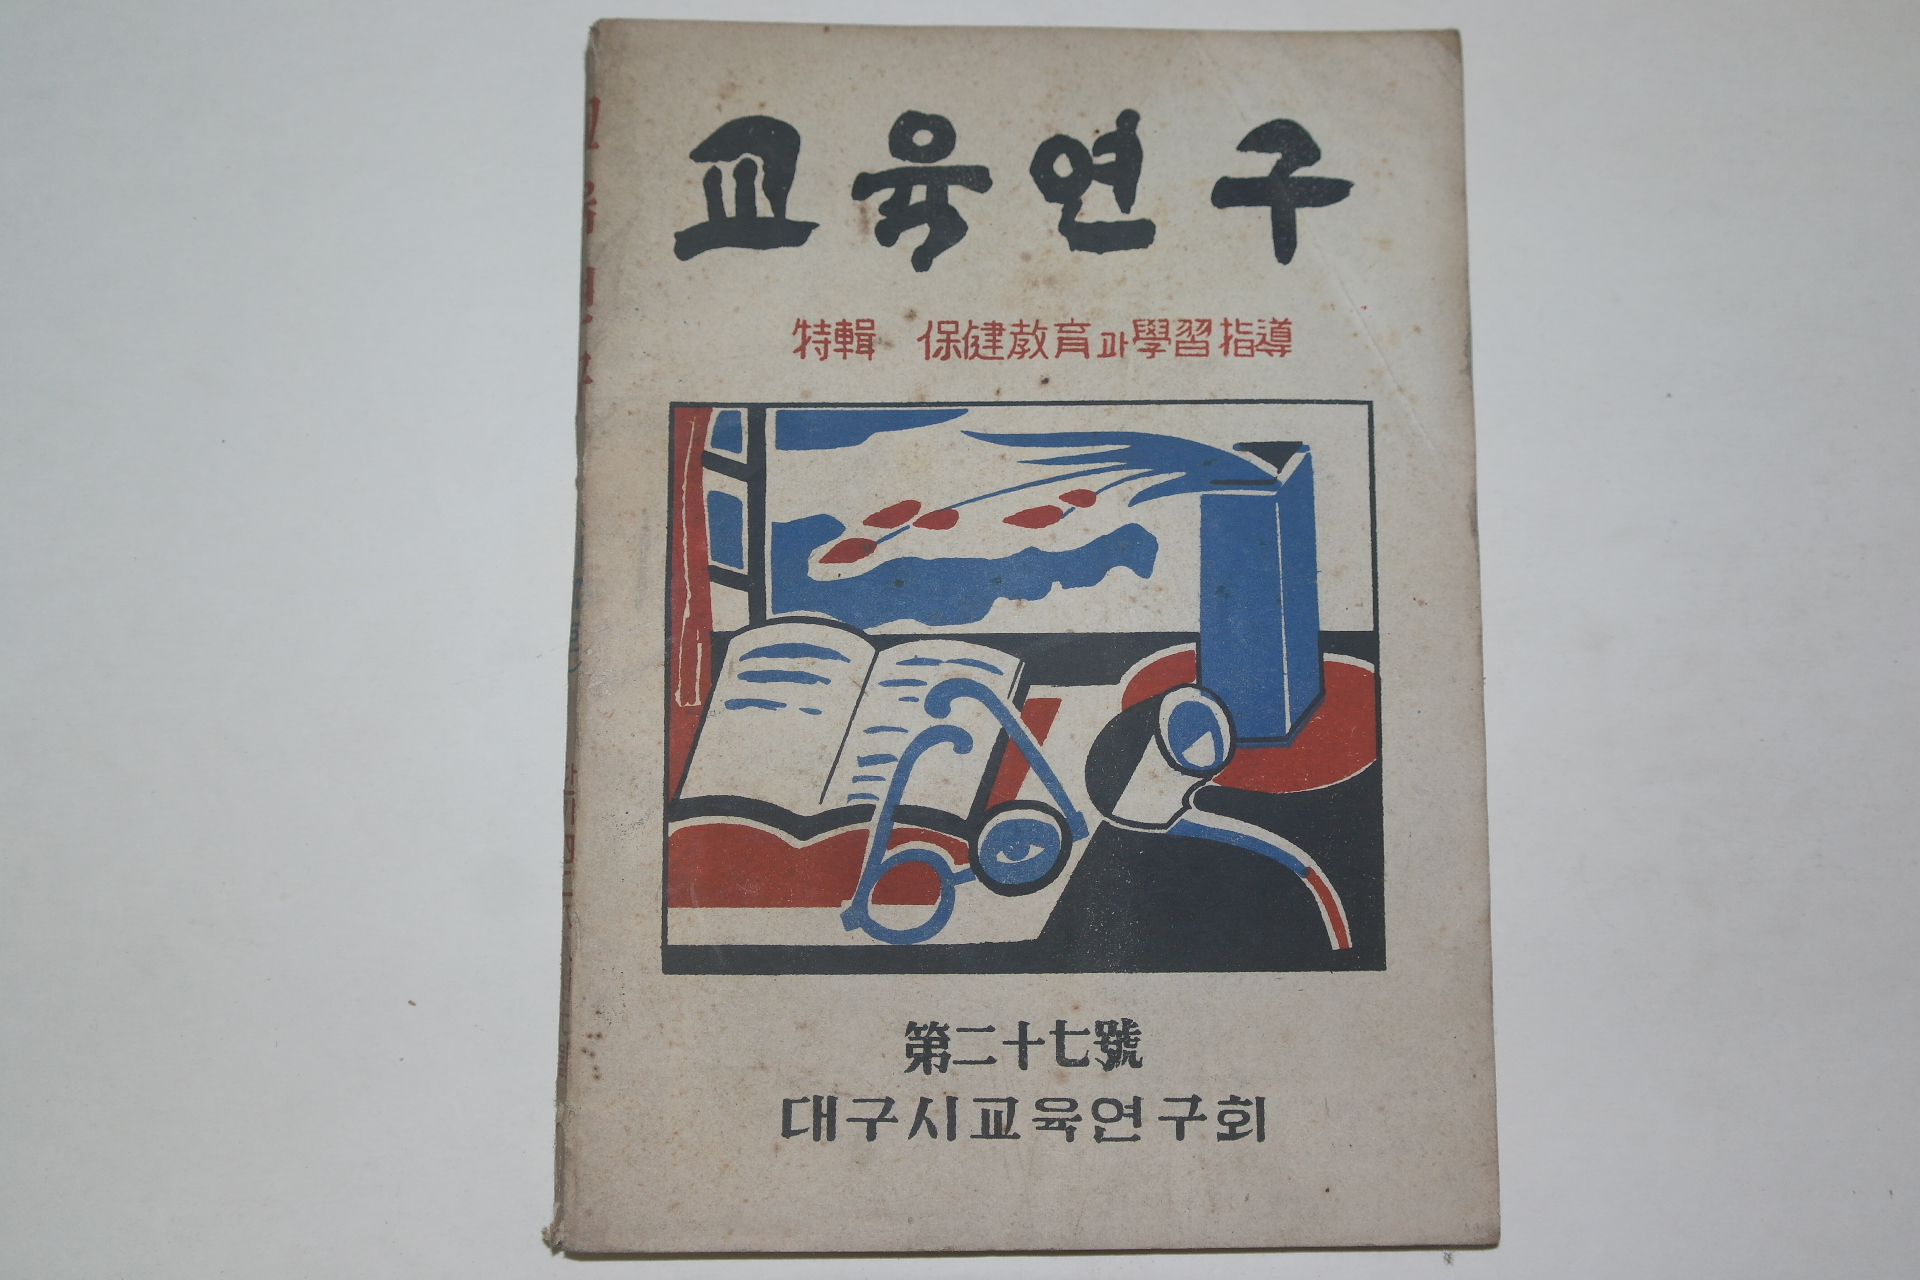 교육연구
特輯 保健教育과學習指導
第二十七號
대구시교육연구회